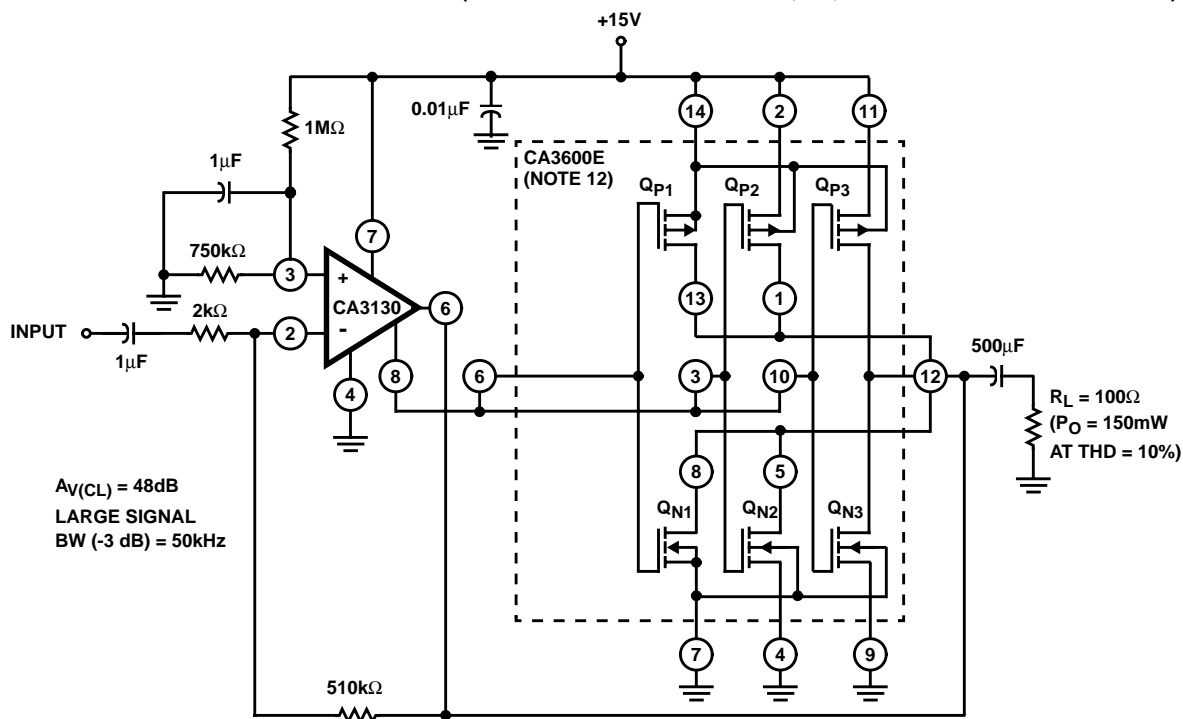 +15V
0.01μF
14
2
11
1MΩ
CA3600E
(NOTE 12)
1μF
QP1
QP2
QP3
7
750kΩ
3
+
CA3130
-
6
13
1
2kΩ
INPUT
2
1μF
8
4
6
3
10
12
500μF
RL = 100Ω
(PO = 150mW
AT THD = 10%)
8
5
AV(CL) = 48dB
LARGE SIGNAL
BW (-3 dB) = 50kHz
QN1
QN2
QN3
7
4
9
510kΩ